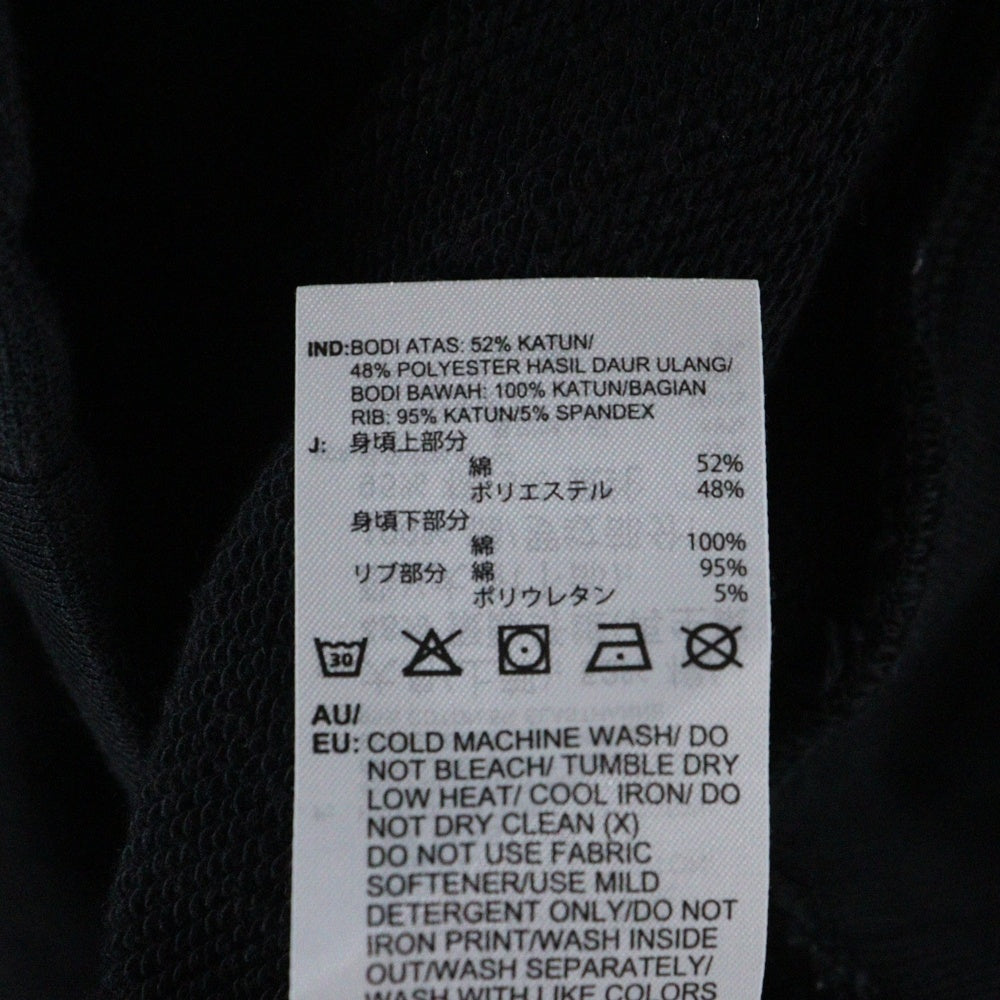 IND:BODI ATAS: 52% KATUN/
48% POLYESTER HASIL DAUR ULANG/
BODI BAWAH: 100% KATUN/BAGIAN
RIB: 95% KATUN/5% SPANDEX
J: 身頃上部分
綿 52%
ポリエステル 48%
身頃下部分
綿 100%
リブ部分 綿 95%
ポリウレタン 5%
30
AU/
EU: COLD MACHINE WASH/ DO
NOT BLEACH/ TUMBLE DRY
LOW HEAT/ COOL IRON/ DO
NOT DRY CLEAN (X)
DO NOT USE FABRIC
SOFTENER/USE MILD
DETERGENT ONLY/DO NOT
IRON PRINT/WASH INSIDE
OUT/WASH SEPARATELY/
WASH WITH LIKE COLORS